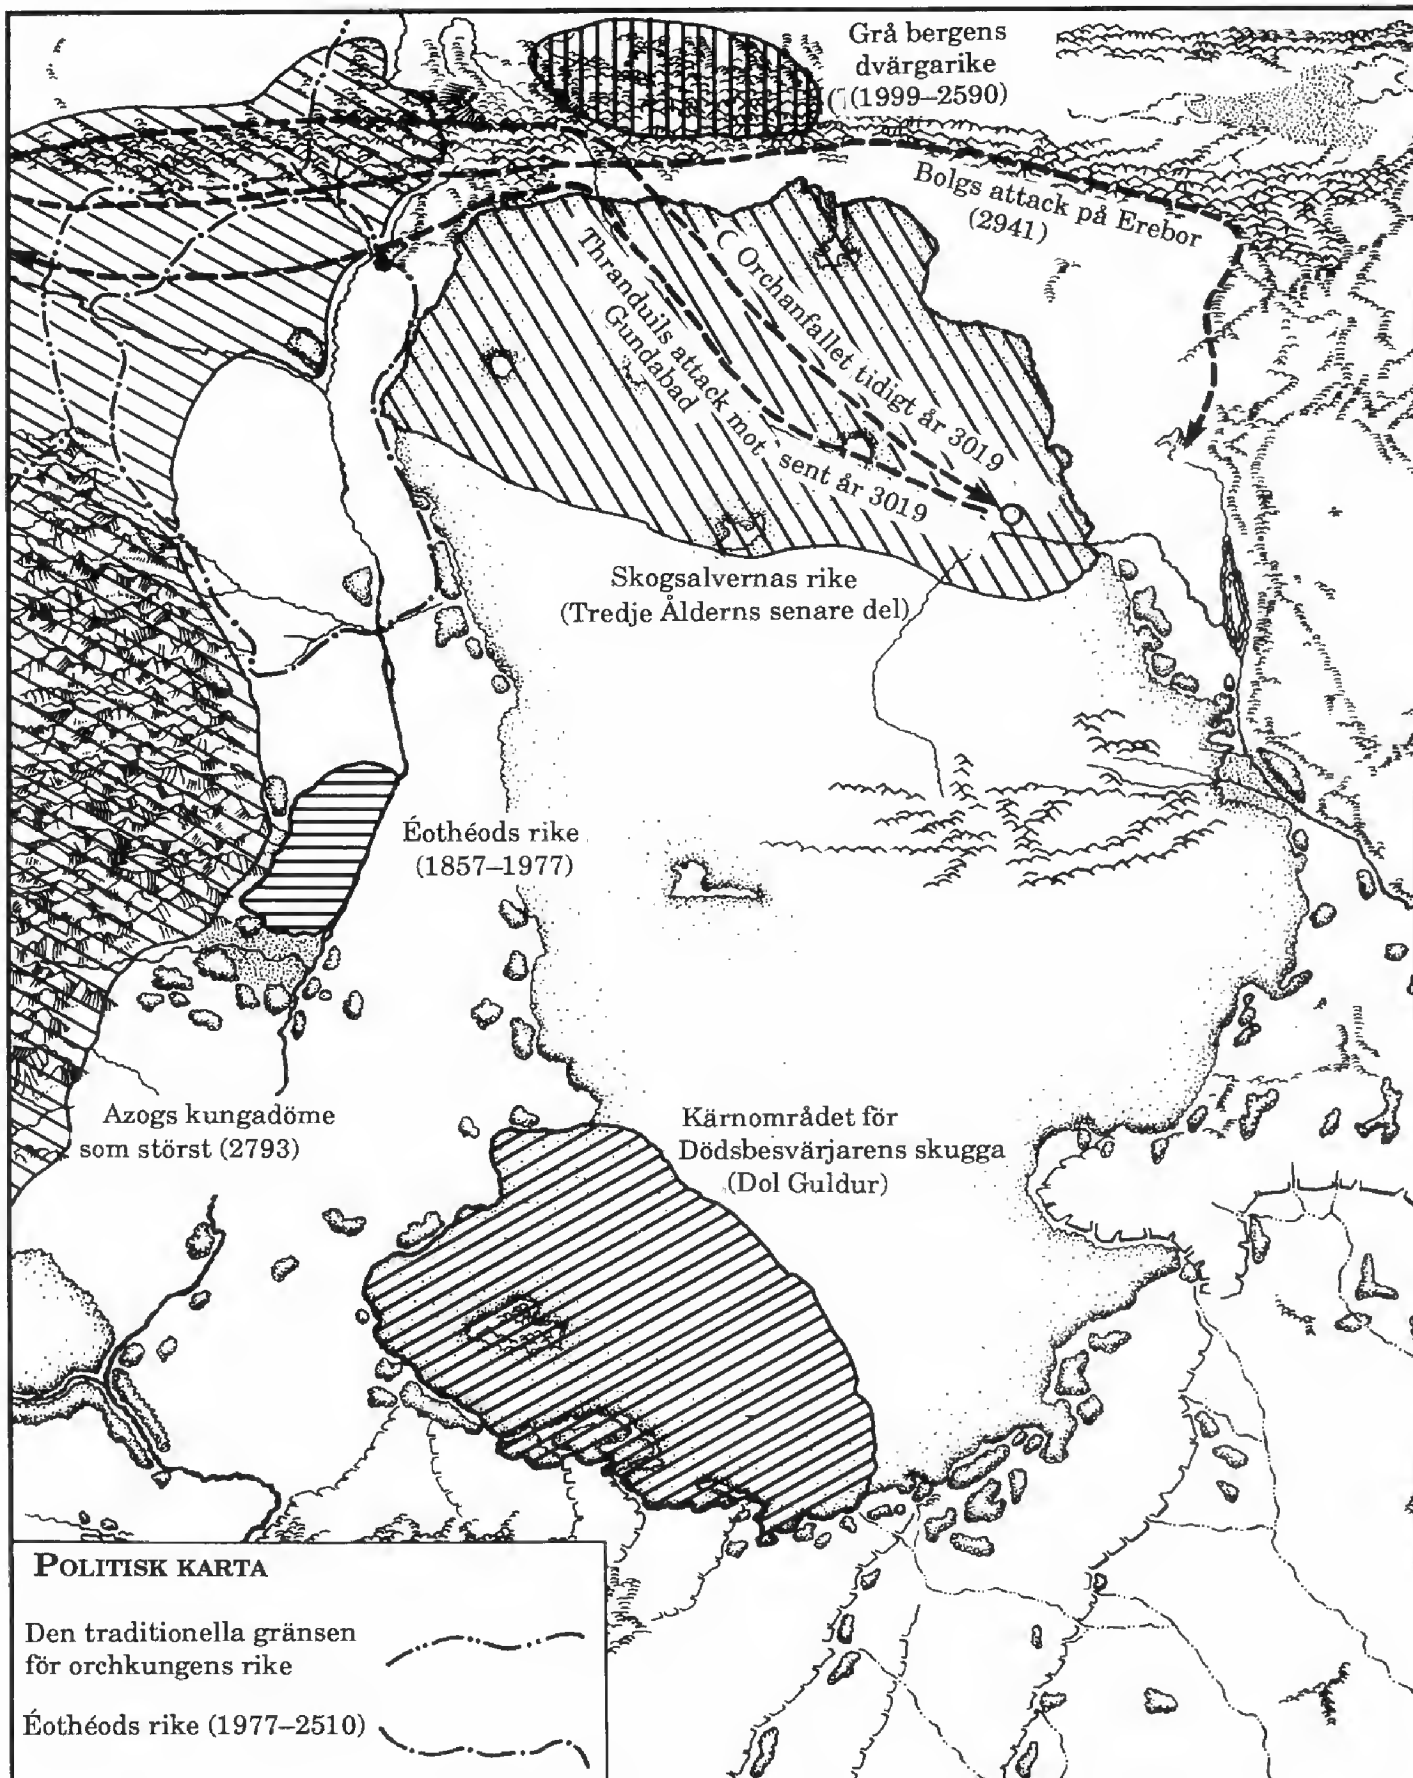 Grå bergens
dvärgarike
(1999–2590)
Bolgs attack på Erebor
(2941)
Orchanfallet tidigt år 3019
Thranduils attack mot
Gundabad
sent år 3019
Skogsalvernas rike
(Tredje Ålderns senare del)
Éothéods rike
(1857–1977)
Azogs kungadöme
som störst (2793)
Kärnområdet för
Dödsbesvärjarens skugga
(Dol Guldur)
POLITISK KARTA
Den traditionella gränsen
för orchkungens rike
Éothéods rike (1977–2510)